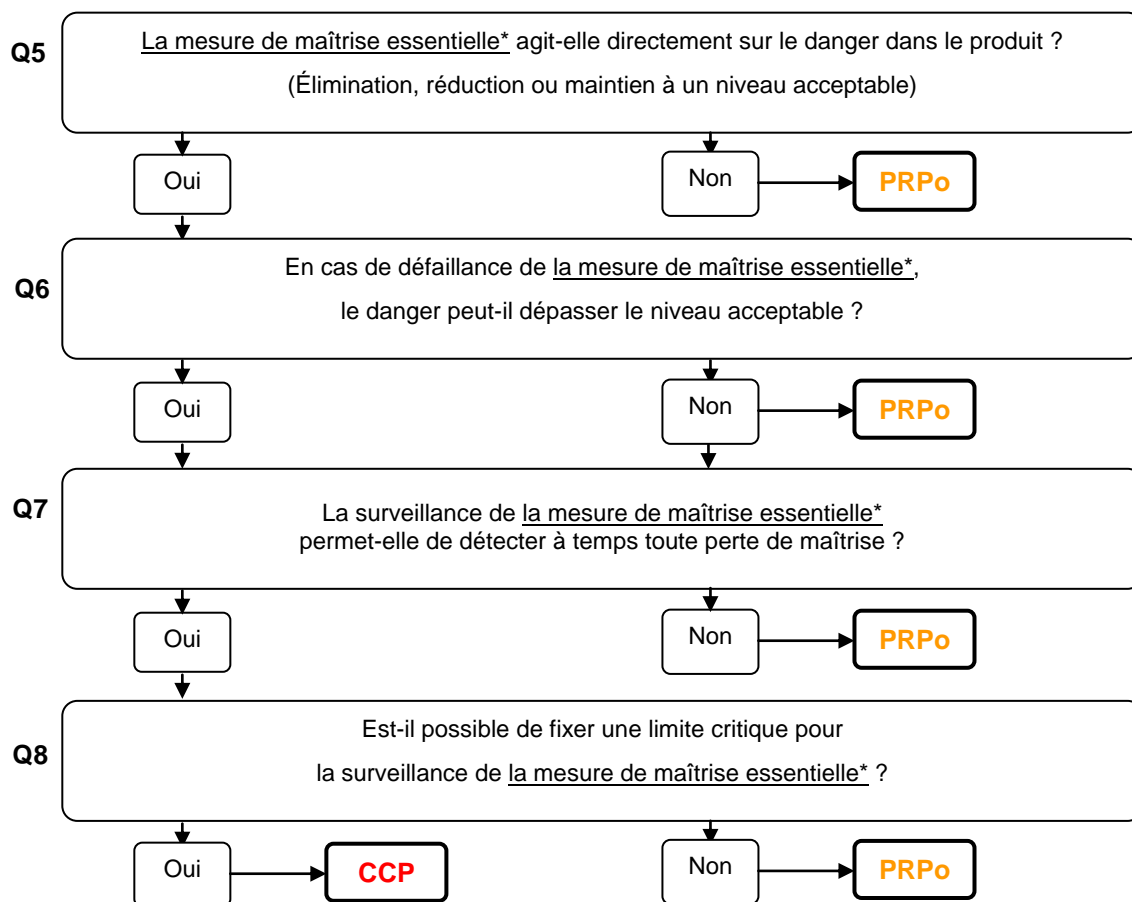 Q5
La mesure de maîtrise essentielle* agit-elle directement sur le danger dans le produit ?
(Élimination, réduction ou maintien à un niveau acceptable)
Oui
Non
PRPo
Q6
En cas de défaillance de la mesure de maîtrise essentielle*,
le danger peut-il dépasser le niveau acceptable ?
Oui
Non
PRPo
Q7
La surveillance de la mesure de maîtrise essentielle*
permet-elle de détecter à temps toute perte de maîtrise ?
Oui
Non
PRPo
Q8
Est-il possible de fixer une limite critique pour
la surveillance de la mesure de maîtrise essentielle* ?
Oui
CCP
Non
PRPo